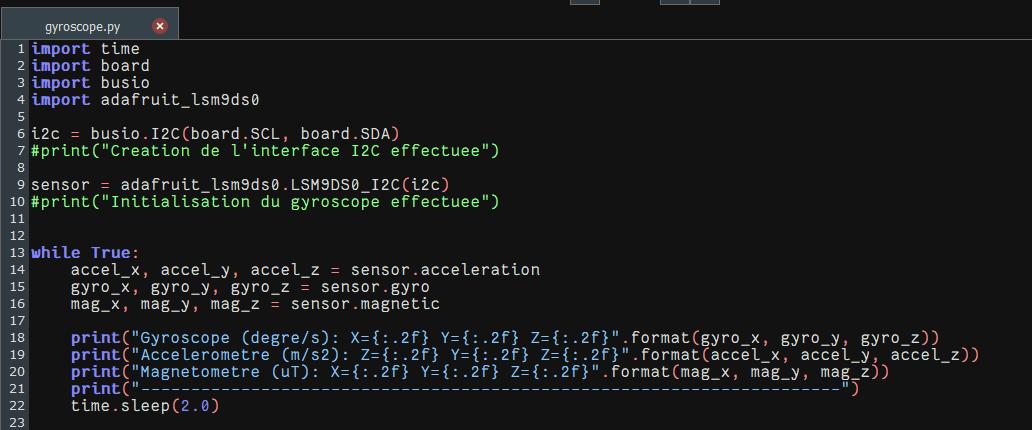 gyroscope.py
1 import time
2 import board
3 import busio
4 import adafruit_lsm9ds0
5
6 i2c = busio.I2C(board.SCL, board.SDA)
7 #print("Creation de l'interface I2C effectuee")
8
9 sensor = adafruit_lsm9ds0.LSM9DS0_I2C(i2c)
10 #print("Initialisation du gyroscope effectuee")
11
12
13 while True:
14     accel_x, accel_y, accel_z = sensor.acceleration
15     gyro_x, gyro_y, gyro_z = sensor.gyro
16     mag_x, mag_y, mag_z = sensor.magnetic
17
18     print("Gyroscope (degre/s): X={:.2f} Y={:.2f} Z={:.2f}".format(gyro_x, gyro_y, gyro_z))
19     print("Accelerometre (m/s2): Z={:.2f} Y={:.2f} Z={:.2f}".format(accel_x, accel_y, accel_z))
20     print("Magnetometre (uT): X={:.2f} Y={:.2f} Z={:.2f}".format(mag_x, mag_y, mag_z))
21     print("----------------------------------------------------------------------")
22     time.sleep(2.0)
23